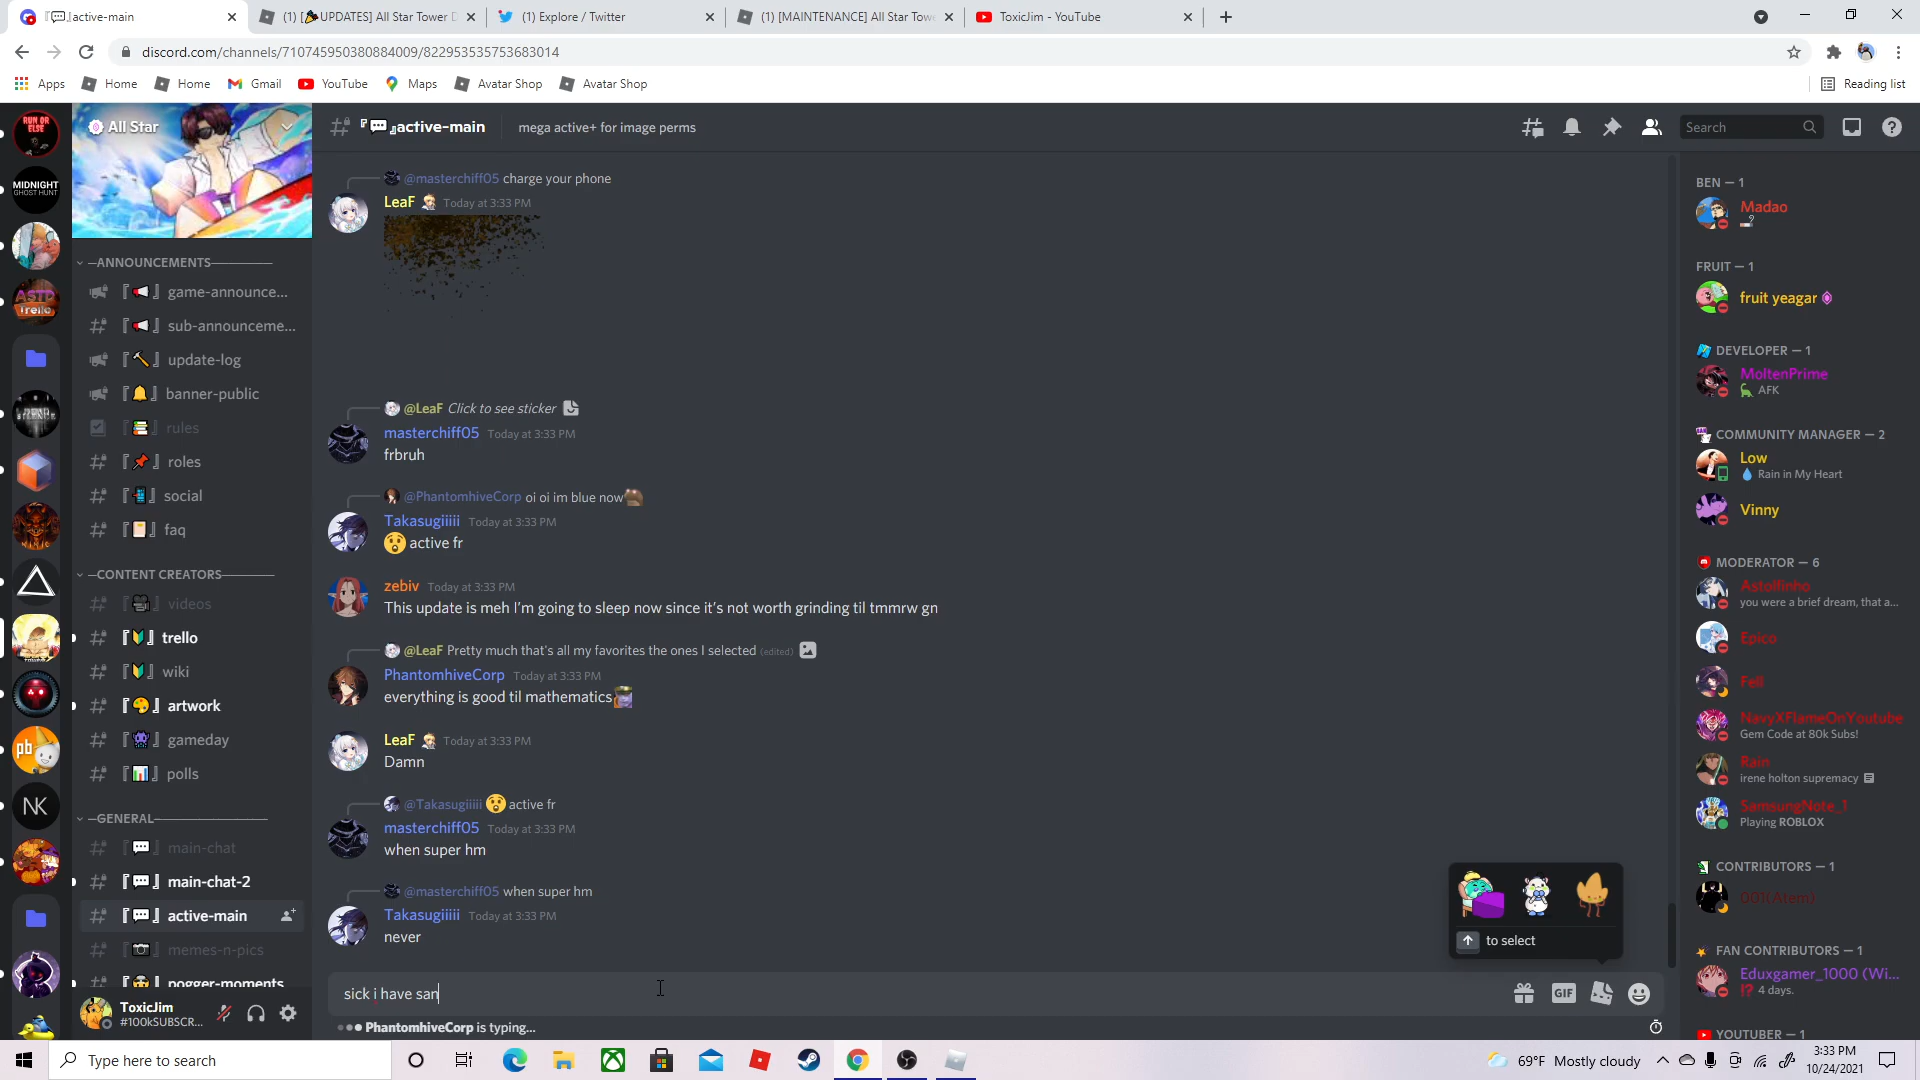 『💬』active-main
(1) [🎉UPDATES] All Star Tower D
(1) Explore / Twitter
(1) [MAINTENANCE] All Star Towe
ToxicJim - YouTube
discord.com/channels/710745950380884009/822953535753683014
Apps
Home
Home
Gmail
YouTube
Maps
Avatar Shop
Avatar Shop
Reading list
RUN OR ELSE
MIDNIGHT
GHOST HUNT
ASTD
Trello
pb
NK
All Star
—ANNOUNCEMENTS————
『📢』game-announce...
『📢』sub-announceme...
『🔨』update-log
『🔔』banner-public
『📚』rules
『📌』roles
『📲』social
『📔』faq
—CONTENT CREATORS————
『🎥』videos
『🔰』trello
『🔰』wiki
『🎨』artwork
『👾』gameday
『📊』polls
—GENERAL————
『💬』main-chat
『💬』main-chat-2
『💬』active-main
『📷』memes-n-pics
pogger-moments
ToxicJim
#100kSUBSCR...
『💬』active-main
mega active+ for image perms
Search
@masterchiff05 charge your phone
LeaF Today at 3:33 PM
@LeaF Click to see sticker
masterchiff05 Today at 3:33 PM
frbruh
@PhantomhiveCorp oi oi im blue now
Takasugiiiii Today at 3:33 PM
😲 active fr
zebiv Today at 3:33 PM
This update is meh I'm going to sleep now since it's not worth grinding til tmmrw gn
@LeaF Pretty much that's all my favorites the ones I selected (edited)
PhantomhiveCorp Today at 3:33 PM
everything is good til mathematics
LeaF Today at 3:33 PM
Damn
@Takasugiiiii 😲 active fr
masterchiff05 Today at 3:33 PM
when super hm
@masterchiff05 when super hm
Takasugiiiii Today at 3:33 PM
never
to select
sick i have san
GIF
PhantomhiveCorp is typing...
BEN — 1
Madao
FRUIT — 1
fruit yeagar
DEVELOPER — 1
MoltenPrime
AFK
COMMUNITY MANAGER — 2
Low
Rain in My Heart
Vinny
MODERATOR — 6
Astolfinho
you were a brief dream, that a...
Epico
Fell
NavyXFlameOnYoutube
Gem Code at 80k Subs!
Rain
irene holton supremacy
SamsungNote_1
Playing ROBLOX
CONTRIBUTORS — 1
001(Atem)
FAN CONTRIBUTORS — 1
Eduxgamer_1000 (Wi...
⁉ 4 days.
YOUTUBER — 1
Type here to search
69°F Mostly cloudy
3:33 PM
10/24/2021